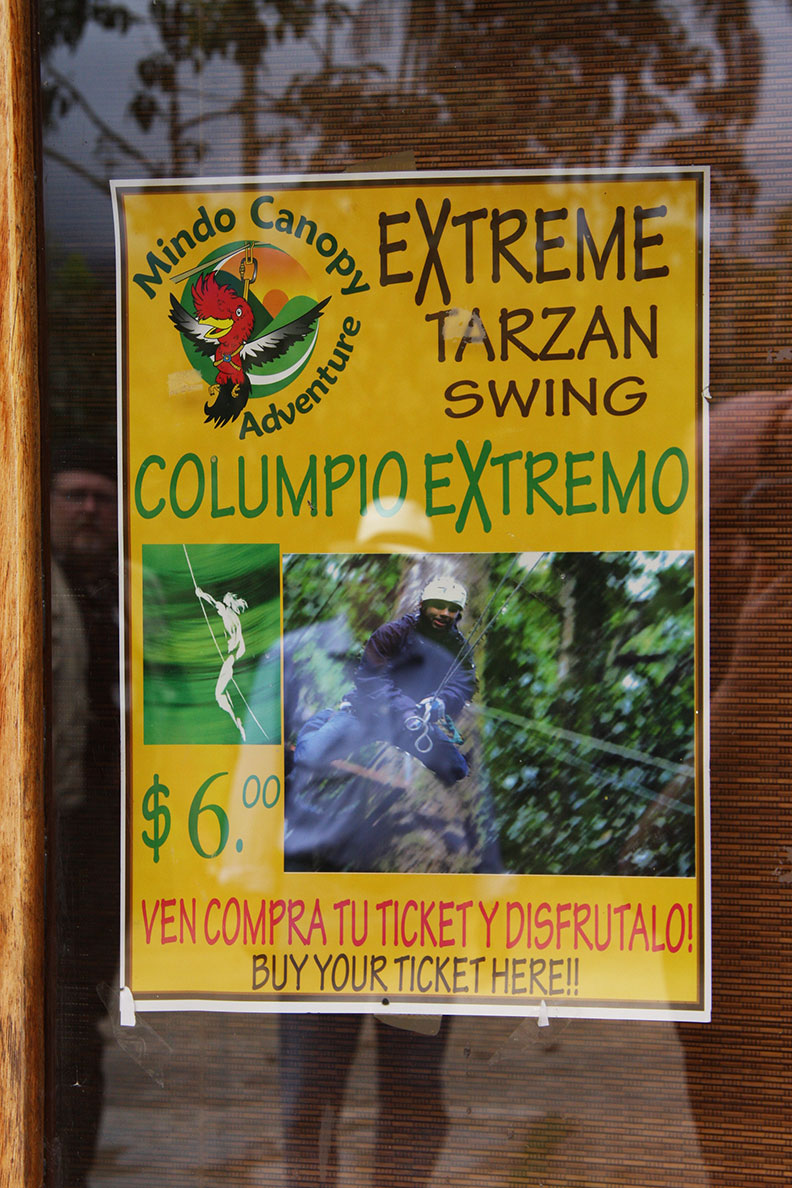 Mindo Canopy
Adventure
EXTREME
TARZAN
SWING
COLUMPIO EXTREMO
$6.00
VEN COMPRA TU TICKET Y DISFRUTALO!
BUY YOUR TICKET HERE!!